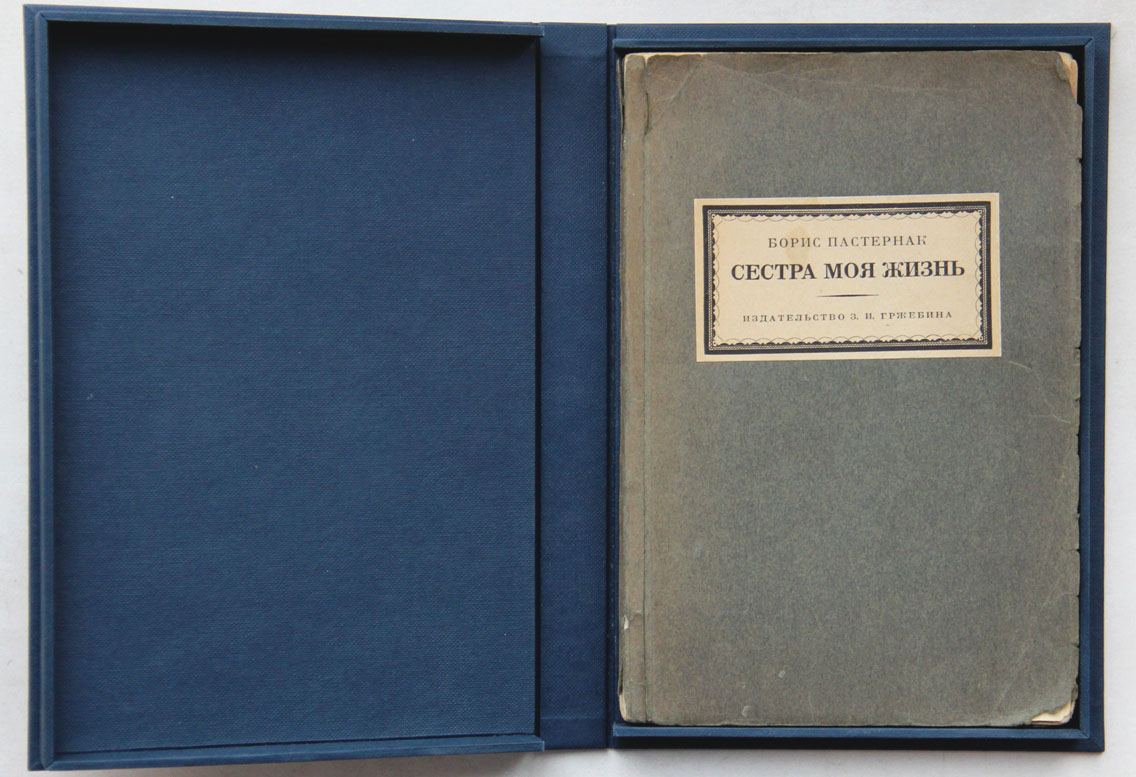 БОРИС ПАСТЕРНАК
СЕСТРА МОЯ ЖИЗНЬ
ИЗДАТЕЛЬСТВО З. И. ГРЖЕБИНА